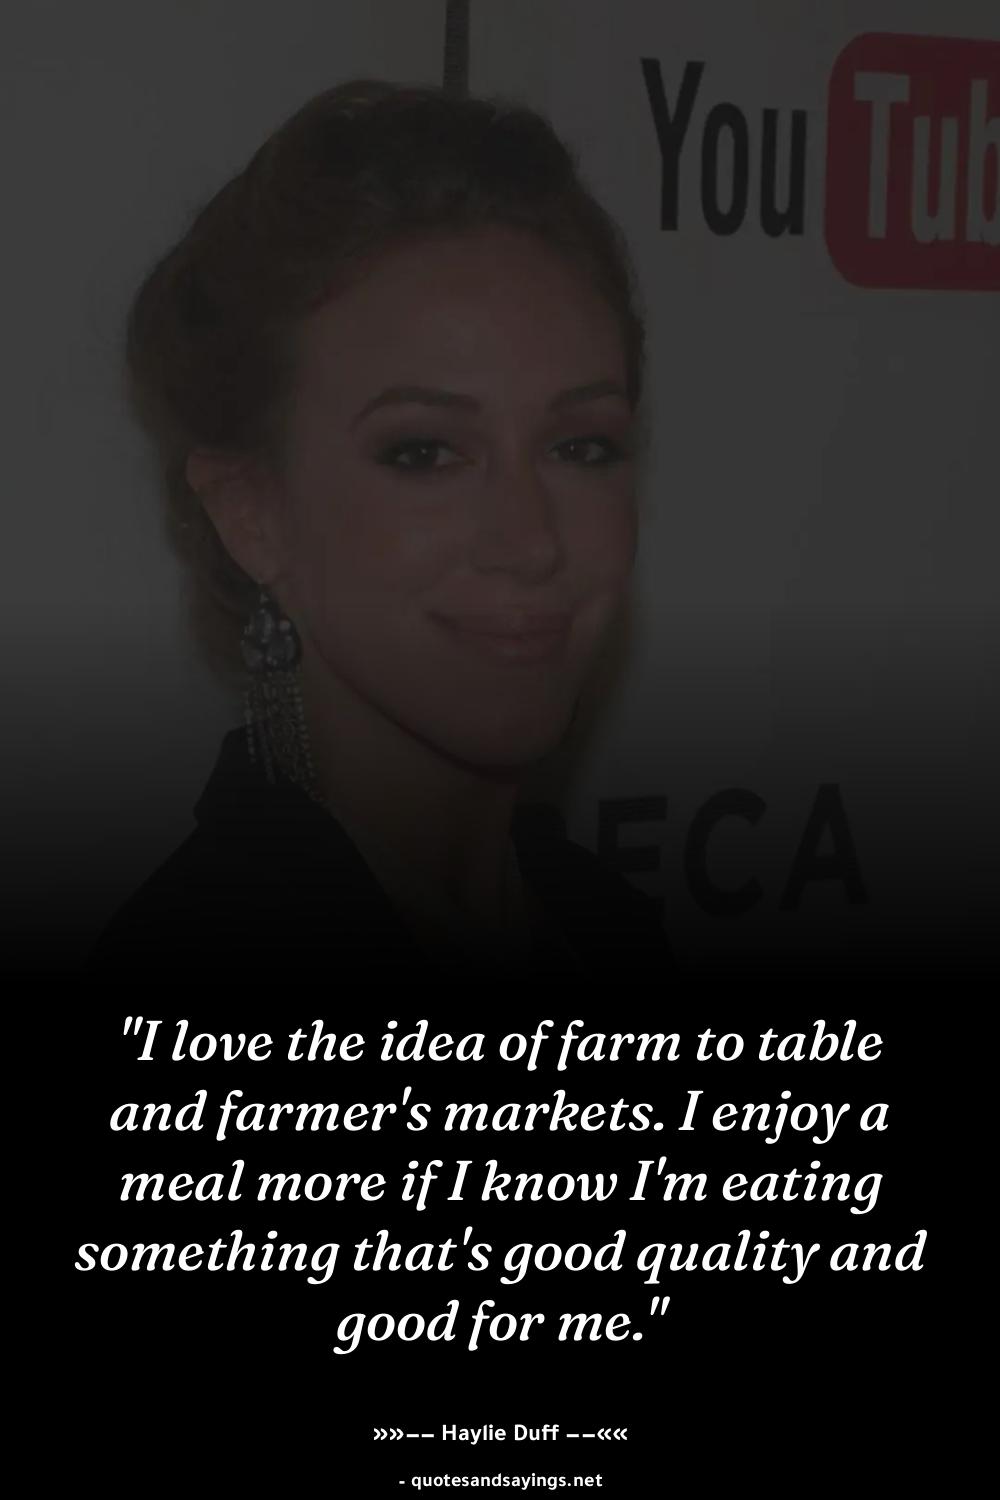 You Tub
ECA
"I love the idea of farm to table
and farmer's markets. I enjoy a
meal more if I know I'm eating
something that's good quality and
good for me."
»»–– Haylie Duff ––««
- quotesandsayings.net